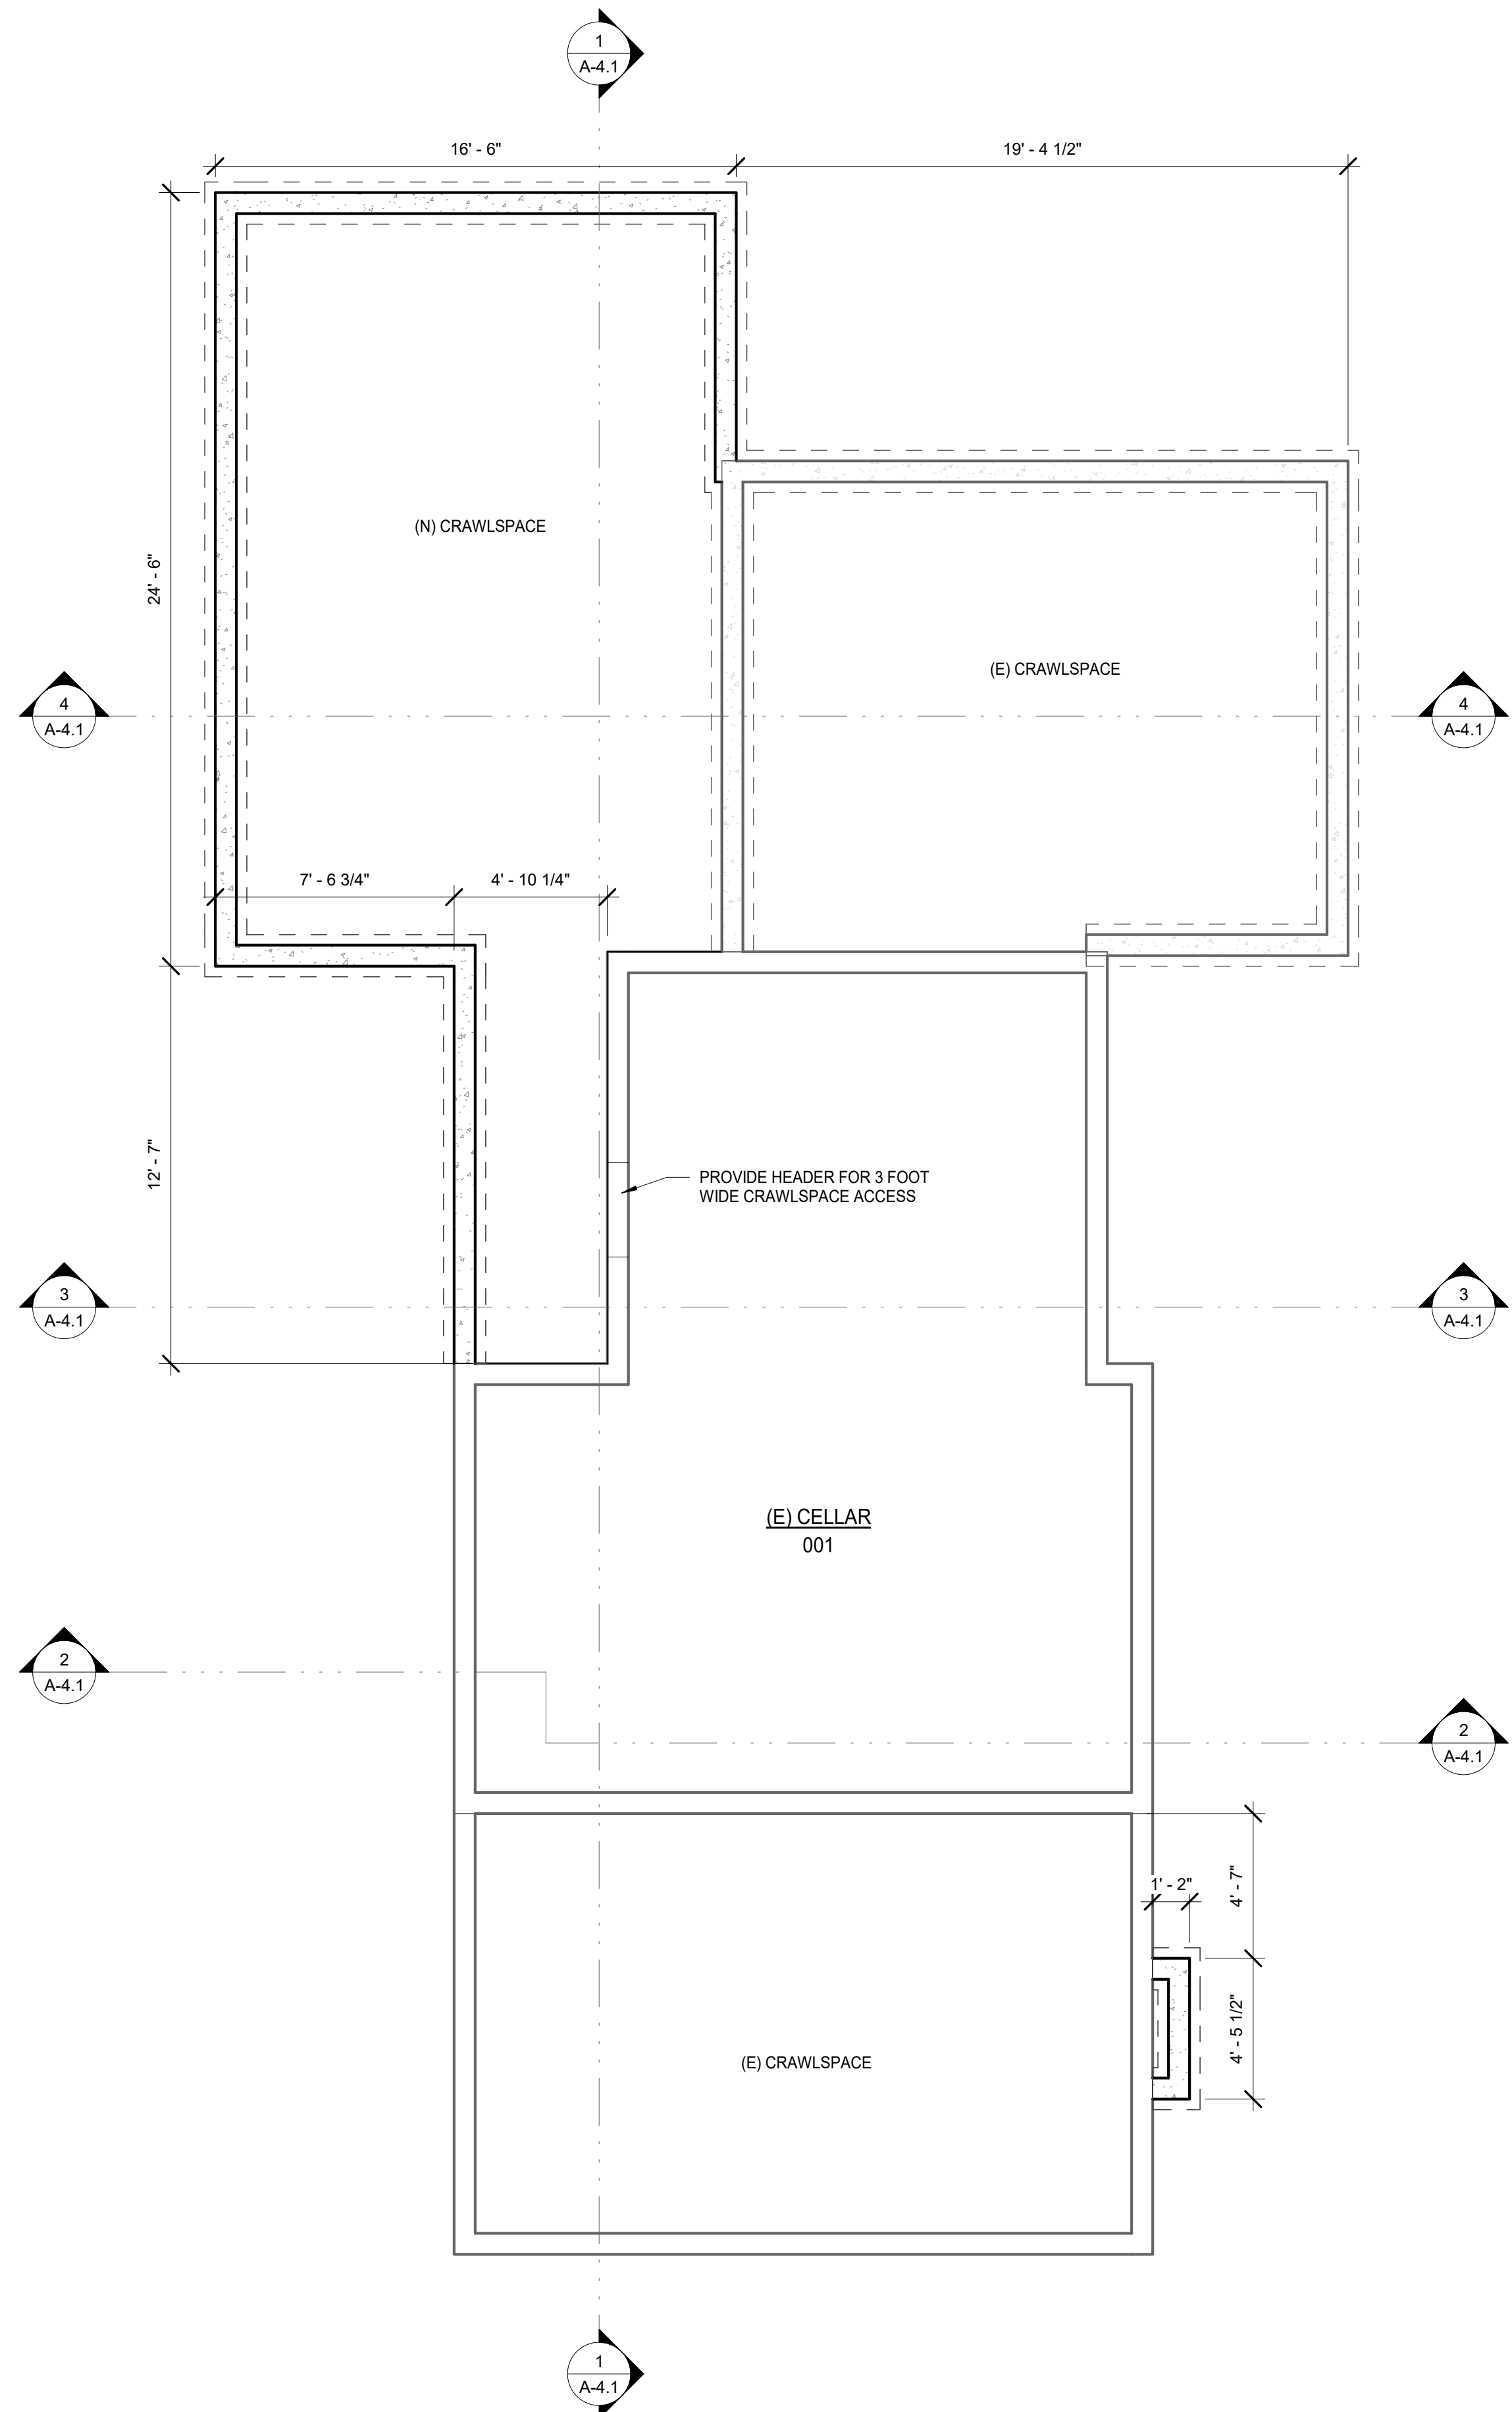 1
A-4.1
16' - 6"
19' - 4 1/2"
(N) CRAWLSPACE
24' - 6"
(E) CRAWLSPACE
4
A-4.1
4
A-4.1
7' - 6 3/4"
4' - 10 1/4"
12' - 7"
PROVIDE HEADER FOR 3 FOOT
WIDE CRAWLSPACE ACCESS
3
A-4.1
3
A-4.1
(E) CELLAR
001
2
A-4.1
2
A-4.1
1' - 2"
4' - 7"
4' - 5 1/2"
(E) CRAWLSPACE
1
A-4.1